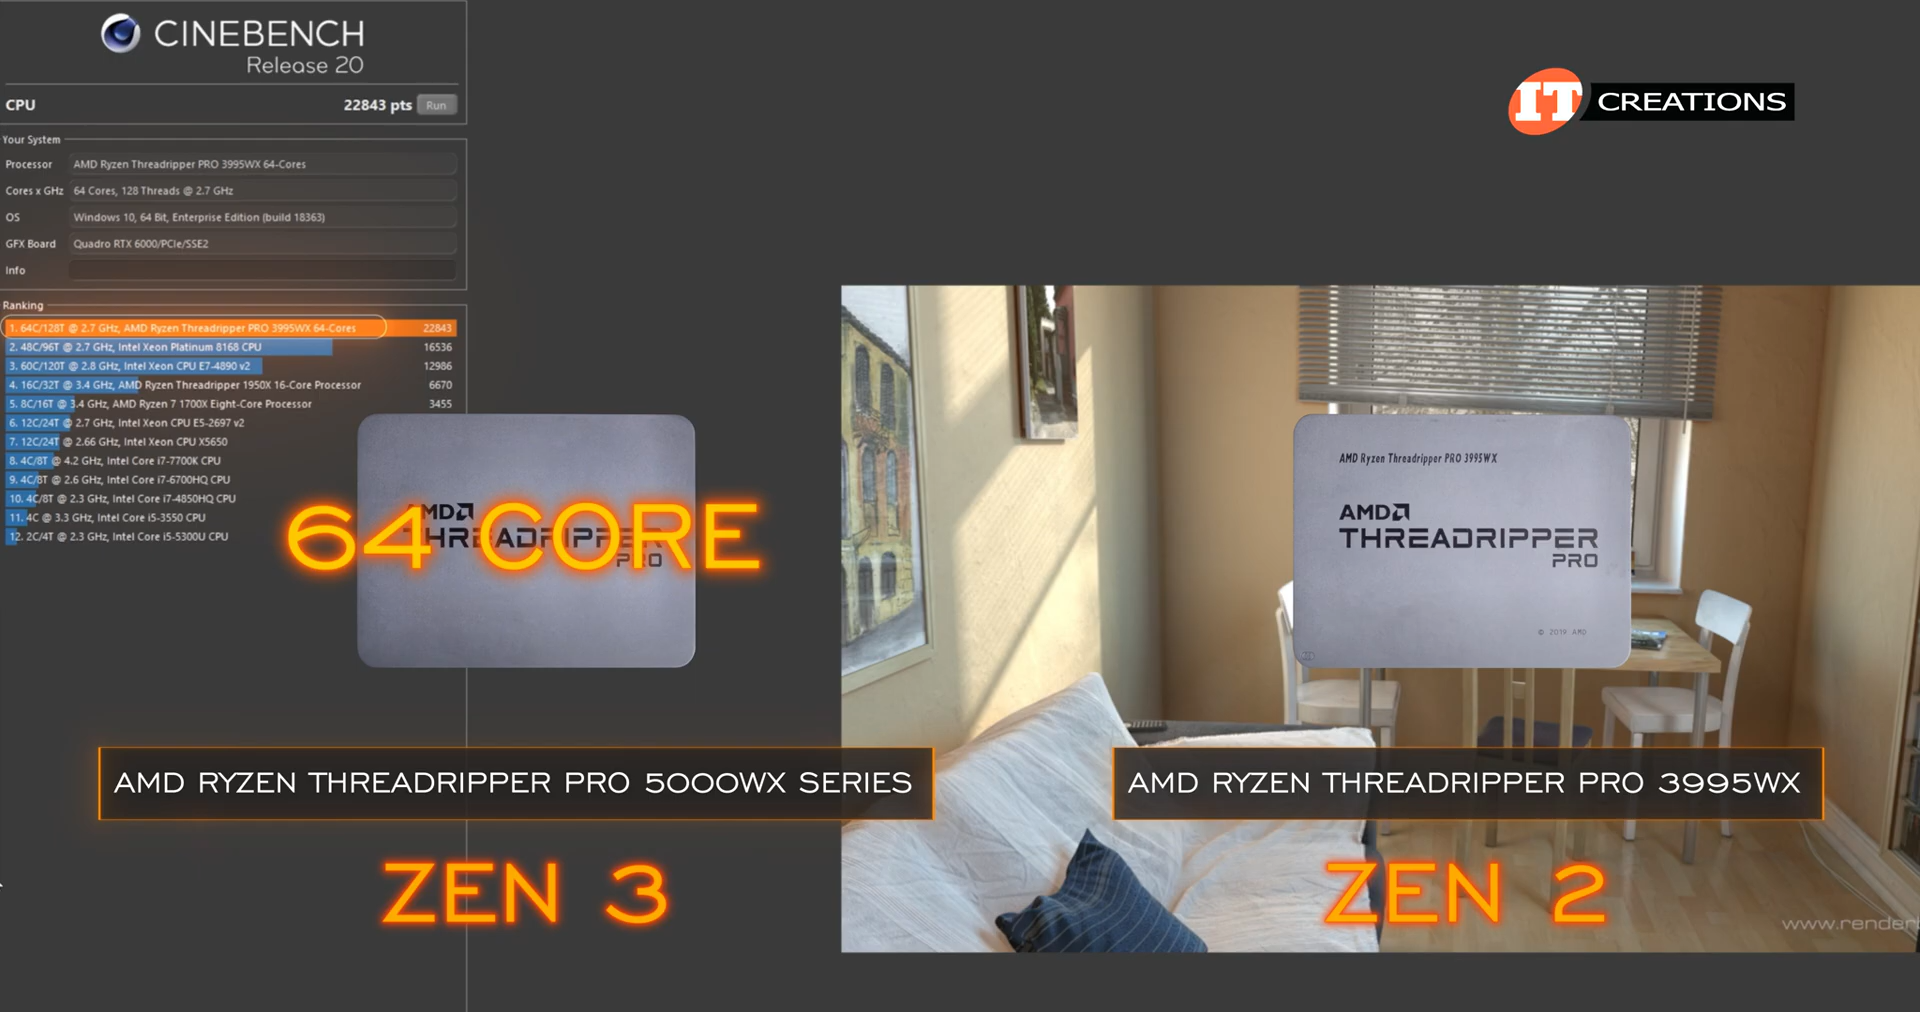 CINEBENCH
Release 20
CPU 22843 pts Run
Your System
Processor AMD Ryzen Threadripper PRO 3995WX 64-Cores
Cores x GHz 64 Cores, 128 Threads @ 2.7 GHz
OS Windows 10, 64 Bit, Enterprise Edition (build 18363)
GFX Board Quadro RTX 6000/PCIe/SSE2
Info
Ranking
1. 64C/128T @ 2.7 GHz, AMD Ryzen Threadripper PRO 3995WX 64-Cores 22843
2. 48C/96T @ 2.7 GHz, Intel Xeon Platinum 8168 CPU 16536
3. 60C/120T @ 2.8 GHz, Intel Xeon CPU E7-4890 v2 12986
4. 16C/32T @ 3.4 GHz, AMD Ryzen Threadripper 1950X 16-Core Processor 6670
5. 8C/16T @ 3.4 GHz, AMD Ryzen 7 1700X Eight-Core Processor 3455
6. 12C/24T @ 2.7 GHz, Intel Xeon CPU E5-2697 v2
7. 12C/24T @ 2.66 GHz, Intel Xeon CPU X5650
8. 4C/8T @ 4.2 GHz, Intel Core i7-7700K CPU
9. 4C/8T @ 2.6 GHz, Intel Core i7-6700HQ CPU
10. 4C/8T @ 2.3 GHz, Intel Core i7-4850HQ CPU
11. 4C @ 3.3 GHz, Intel Core i5-3550 CPU
12. 2C/4T @ 2.3 GHz, Intel Core i5-5300U CPU
IT CREATIONS
AMD
THREADRIPPER
PRO
64 CORE
AMD RYZEN THREADRIPPER PRO 5000WX SERIES
ZEN 3
AMD Ryzen Threadripper PRO 3995WX
AMD
THREADRIPPER
PRO
© 2019 AMD
AMD RYZEN THREADRIPPER PRO 3995WX
ZEN 2